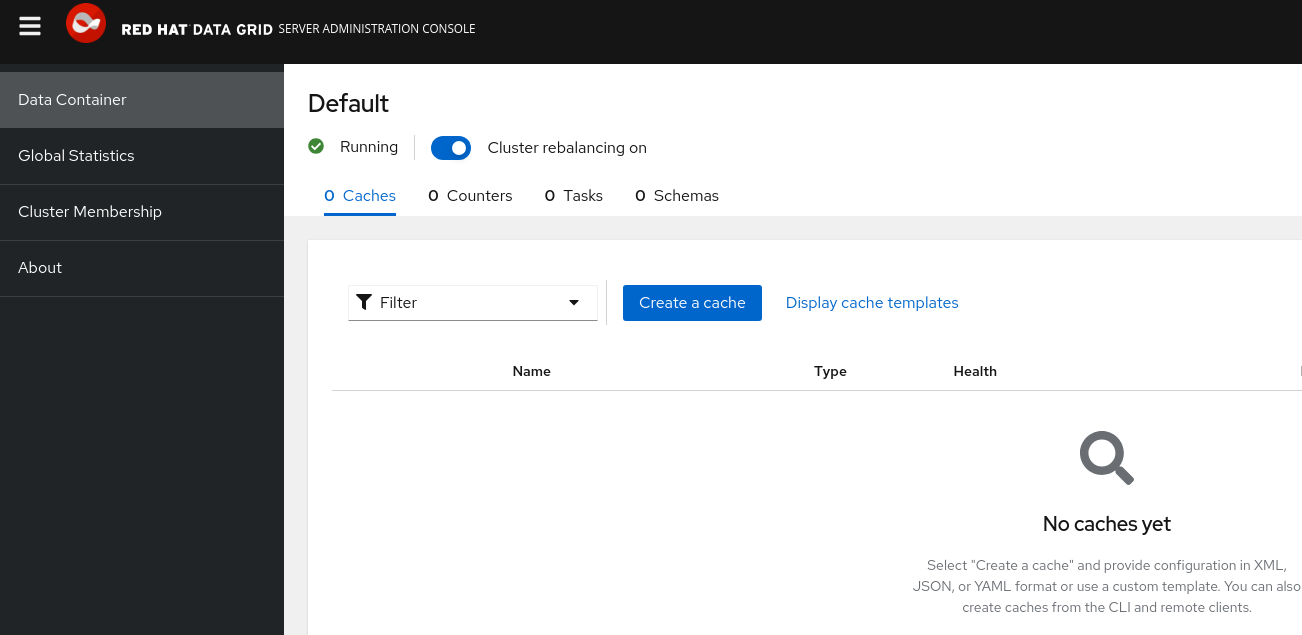 RED HAT DATA GRID SERVER ADMINISTRATION CONSOLE
Data Container
Global Statistics
Cluster Membership
About
Default
Running
Cluster rebalancing on
0 Caches
0 Counters
0 Tasks
0 Schemas
Filter
Create a cache
Display cache templates
Name
Type
Health
No caches yet
Select "Create a cache" and provide configuration in XML,
JSON, or YAML format or use a custom template. You can also
create caches from the CLI and remote clients.